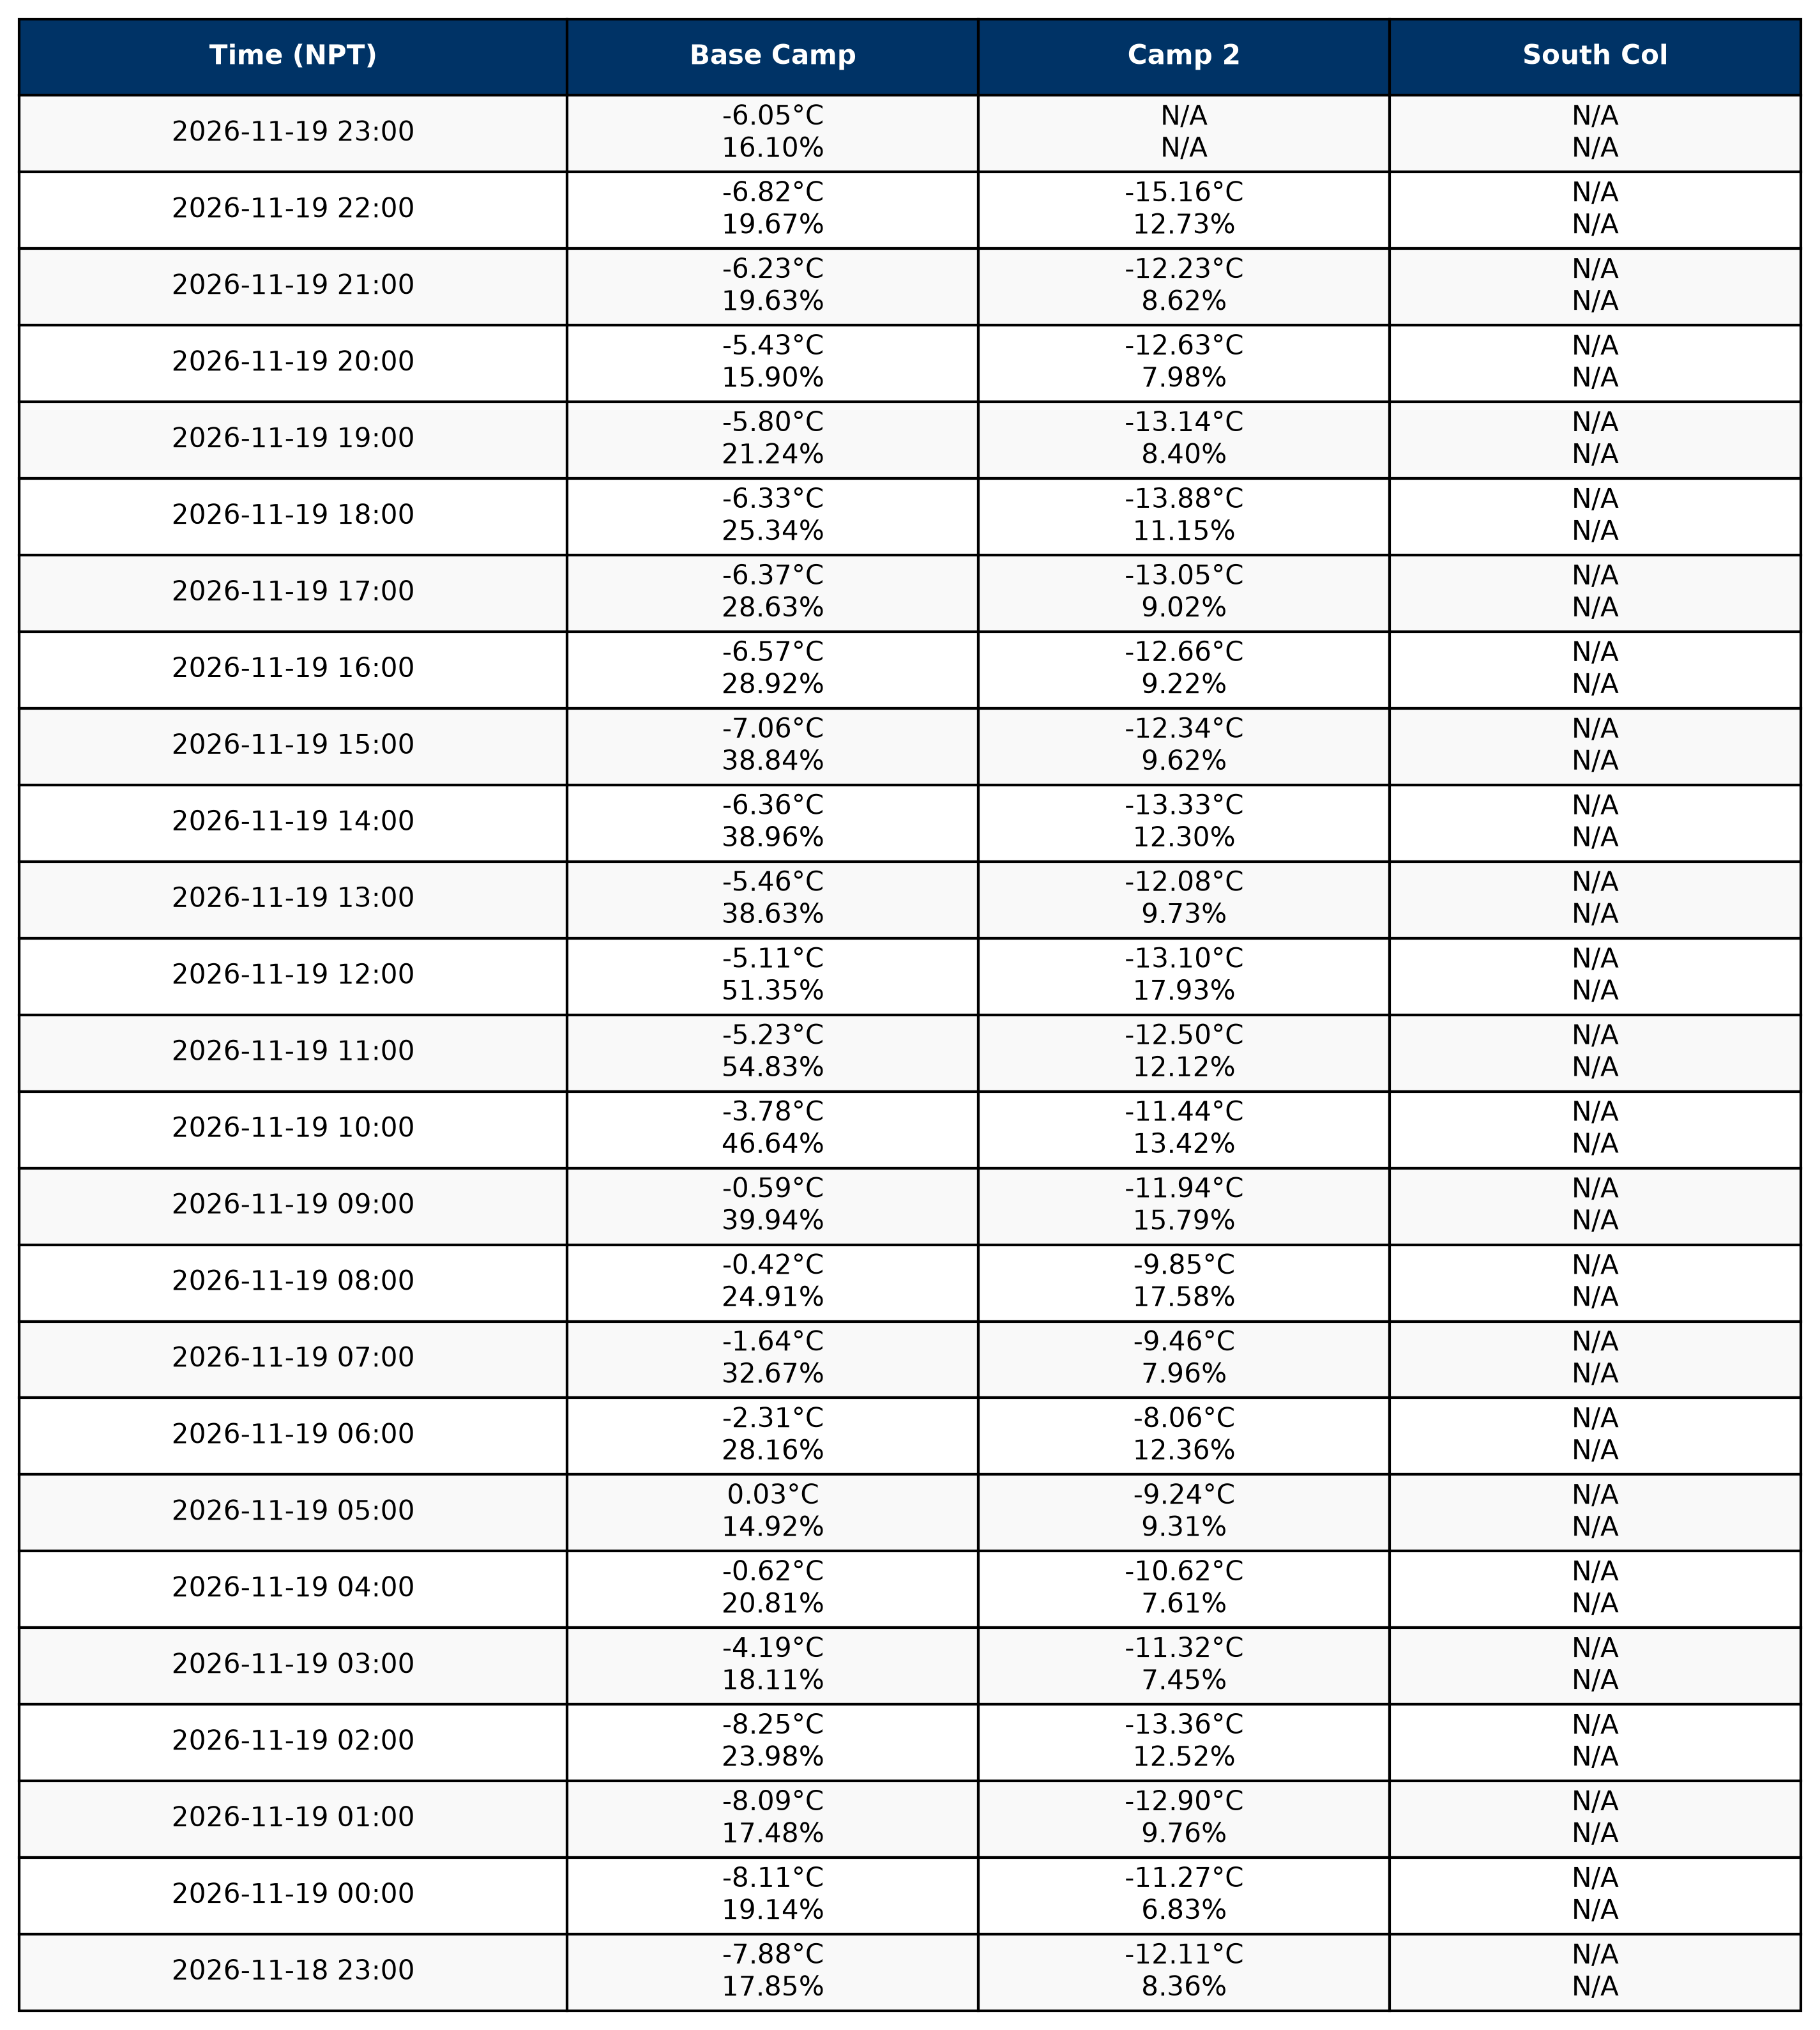 Time (NPT) Base Camp Camp 2 South Col
2026-11-19 23:00 -6.05°C N/A N/A
16.10% N/A N/A
2026-11-19 22:00 -6.82°C -15.16°C N/A
19.67% 12.73% N/A
2026-11-19 21:00 -6.23°C -12.23°C N/A
19.63% 8.62% N/A
2026-11-19 20:00 -5.43°C -12.63°C N/A
15.90% 7.98% N/A
2026-11-19 19:00 -5.80°C -13.14°C N/A
21.24% 8.40% N/A
2026-11-19 18:00 -6.33°C -13.88°C N/A
25.34% 11.15% N/A
2026-11-19 17:00 -6.37°C -13.05°C N/A
28.63% 9.02% N/A
2026-11-19 16:00 -6.57°C -12.66°C N/A
28.92% 9.22% N/A
2026-11-19 15:00 -7.06°C -12.34°C N/A
38.84% 9.62% N/A
2026-11-19 14:00 -6.36°C -13.33°C N/A
38.96% 12.30% N/A
2026-11-19 13:00 -5.46°C -12.08°C N/A
38.63% 9.73% N/A
2026-11-19 12:00 -5.11°C -13.10°C N/A
51.35% 17.93% N/A
2026-11-19 11:00 -5.23°C -12.50°C N/A
54.83% 12.12% N/A
2026-11-19 10:00 -3.78°C -11.44°C N/A
46.64% 13.42% N/A
2026-11-19 09:00 -0.59°C -11.94°C N/A
39.94% 15.79% N/A
2026-11-19 08:00 -0.42°C -9.85°C N/A
24.91% 17.58% N/A
2026-11-19 07:00 -1.64°C -9.46°C N/A
32.67% 7.96% N/A
2026-11-19 06:00 -2.31°C -8.06°C N/A
28.16% 12.36% N/A
2026-11-19 05:00 0.03°C -9.24°C N/A
14.92% 9.31% N/A
2026-11-19 04:00 -0.62°C -10.62°C N/A
20.81% 7.61% N/A
2026-11-19 03:00 -4.19°C -11.32°C N/A
18.11% 7.45% N/A
2026-11-19 02:00 -8.25°C -13.36°C N/A
23.98% 12.52% N/A
2026-11-19 01:00 -8.09°C -12.90°C N/A
17.48% 9.76% N/A
2026-11-19 00:00 -8.11°C -11.27°C N/A
19.14% 6.83% N/A
2026-11-18 23:00 -7.88°C -12.11°C N/A
17.85% 8.36% N/A